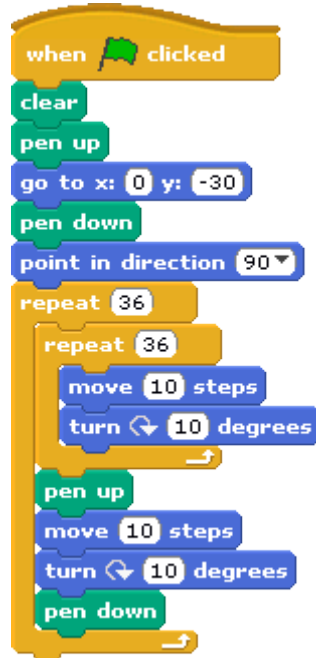 when clicked
clear
pen up
go to x: 0 y: -30
pen down
point in direction 90
repeat 36
repeat 36
move 10 steps
turn 10 degrees
pen up
move 10 steps
turn 10 degrees
pen down